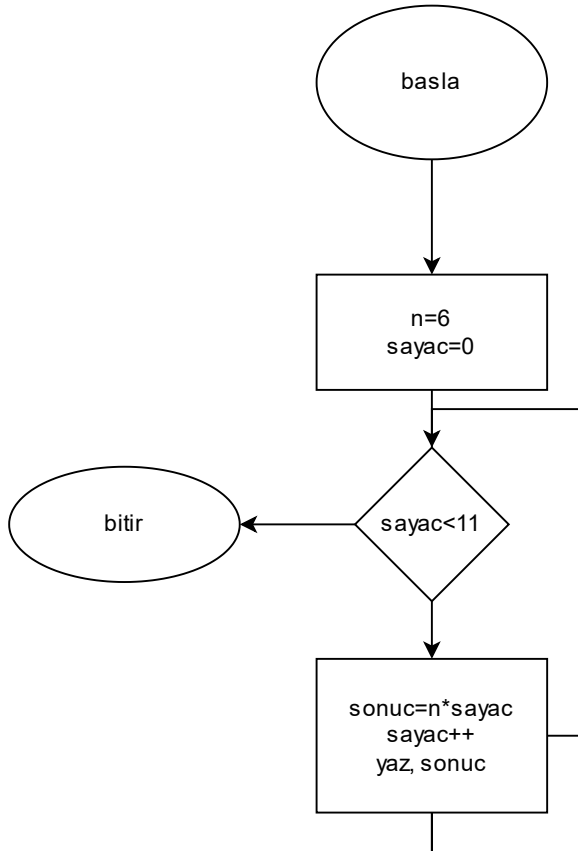 basla
n=6
sayac=0
sayac<11
bitir
sonuc=n*sayac
sayac++
yaz, sonuc